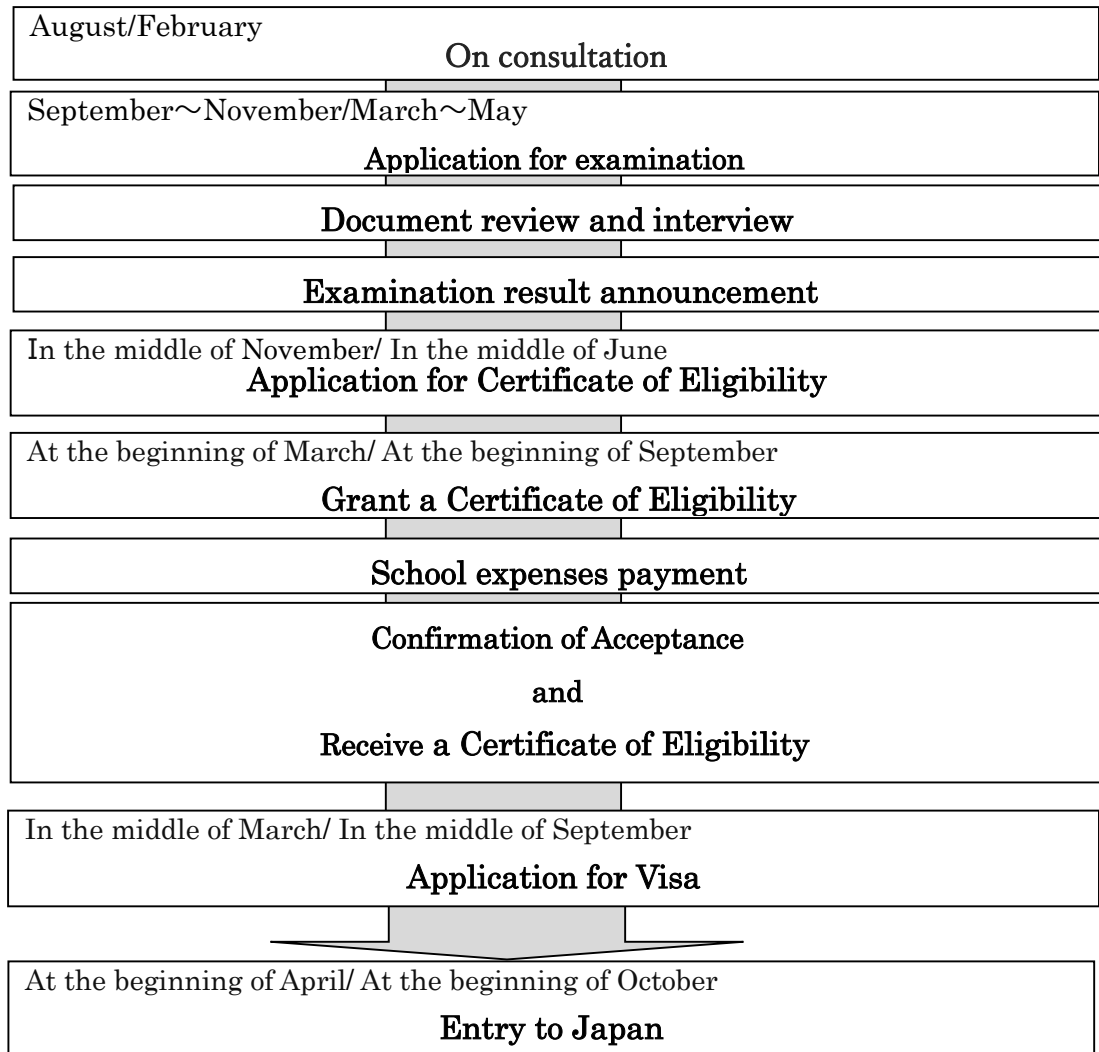 August/February
On consultation
September～November/March～May
Application for examination
Document review and interview
Examination result announcement
In the middle of November/ In the middle of June
Application for Certificate of Eligibility
At the beginning of March/ At the beginning of September
Grant a Certificate of Eligibility
School expenses payment
Confirmation of Acceptance
and
Receive a Certificate of Eligibility
In the middle of March/ In the middle of September
Application for Visa
At the beginning of April/ At the beginning of October
Entry to Japan